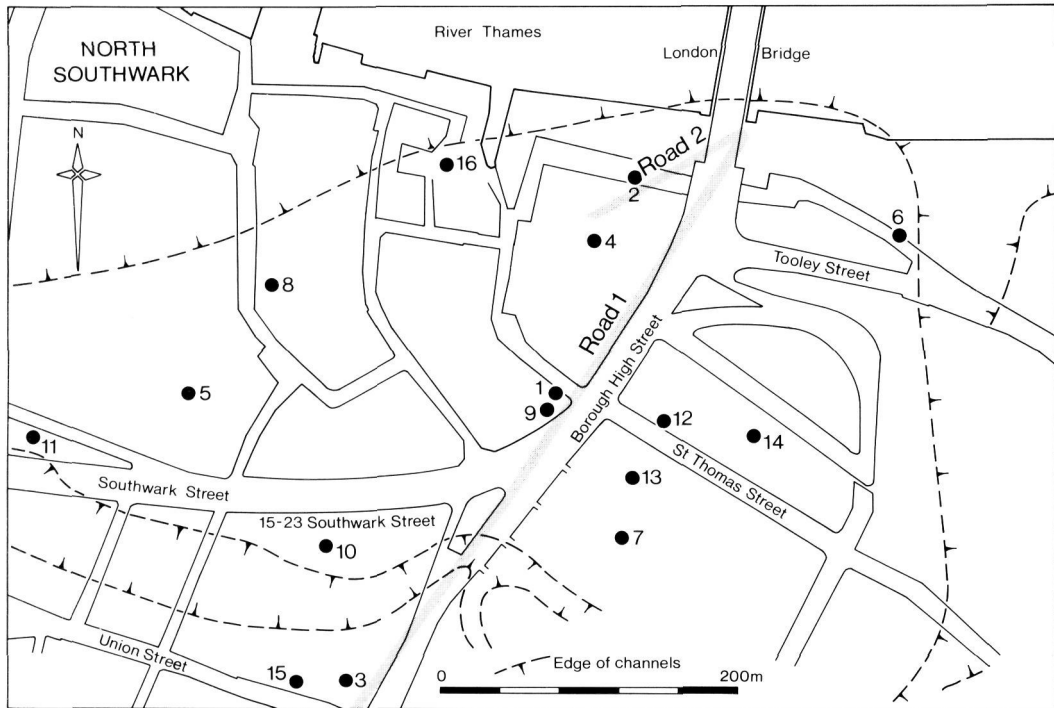 NORTH
SOUTHWARK
River Thames
London Bridge
N
16
Road 2
2
6
4
Tooley Street
8
Road 1
Borough High Street
5
1
9
12
14
11
St Thomas Street
13
Southwark Street
15-23 Southwark Street
10
7
Union Street
15
3
Edge of channels
0
200m